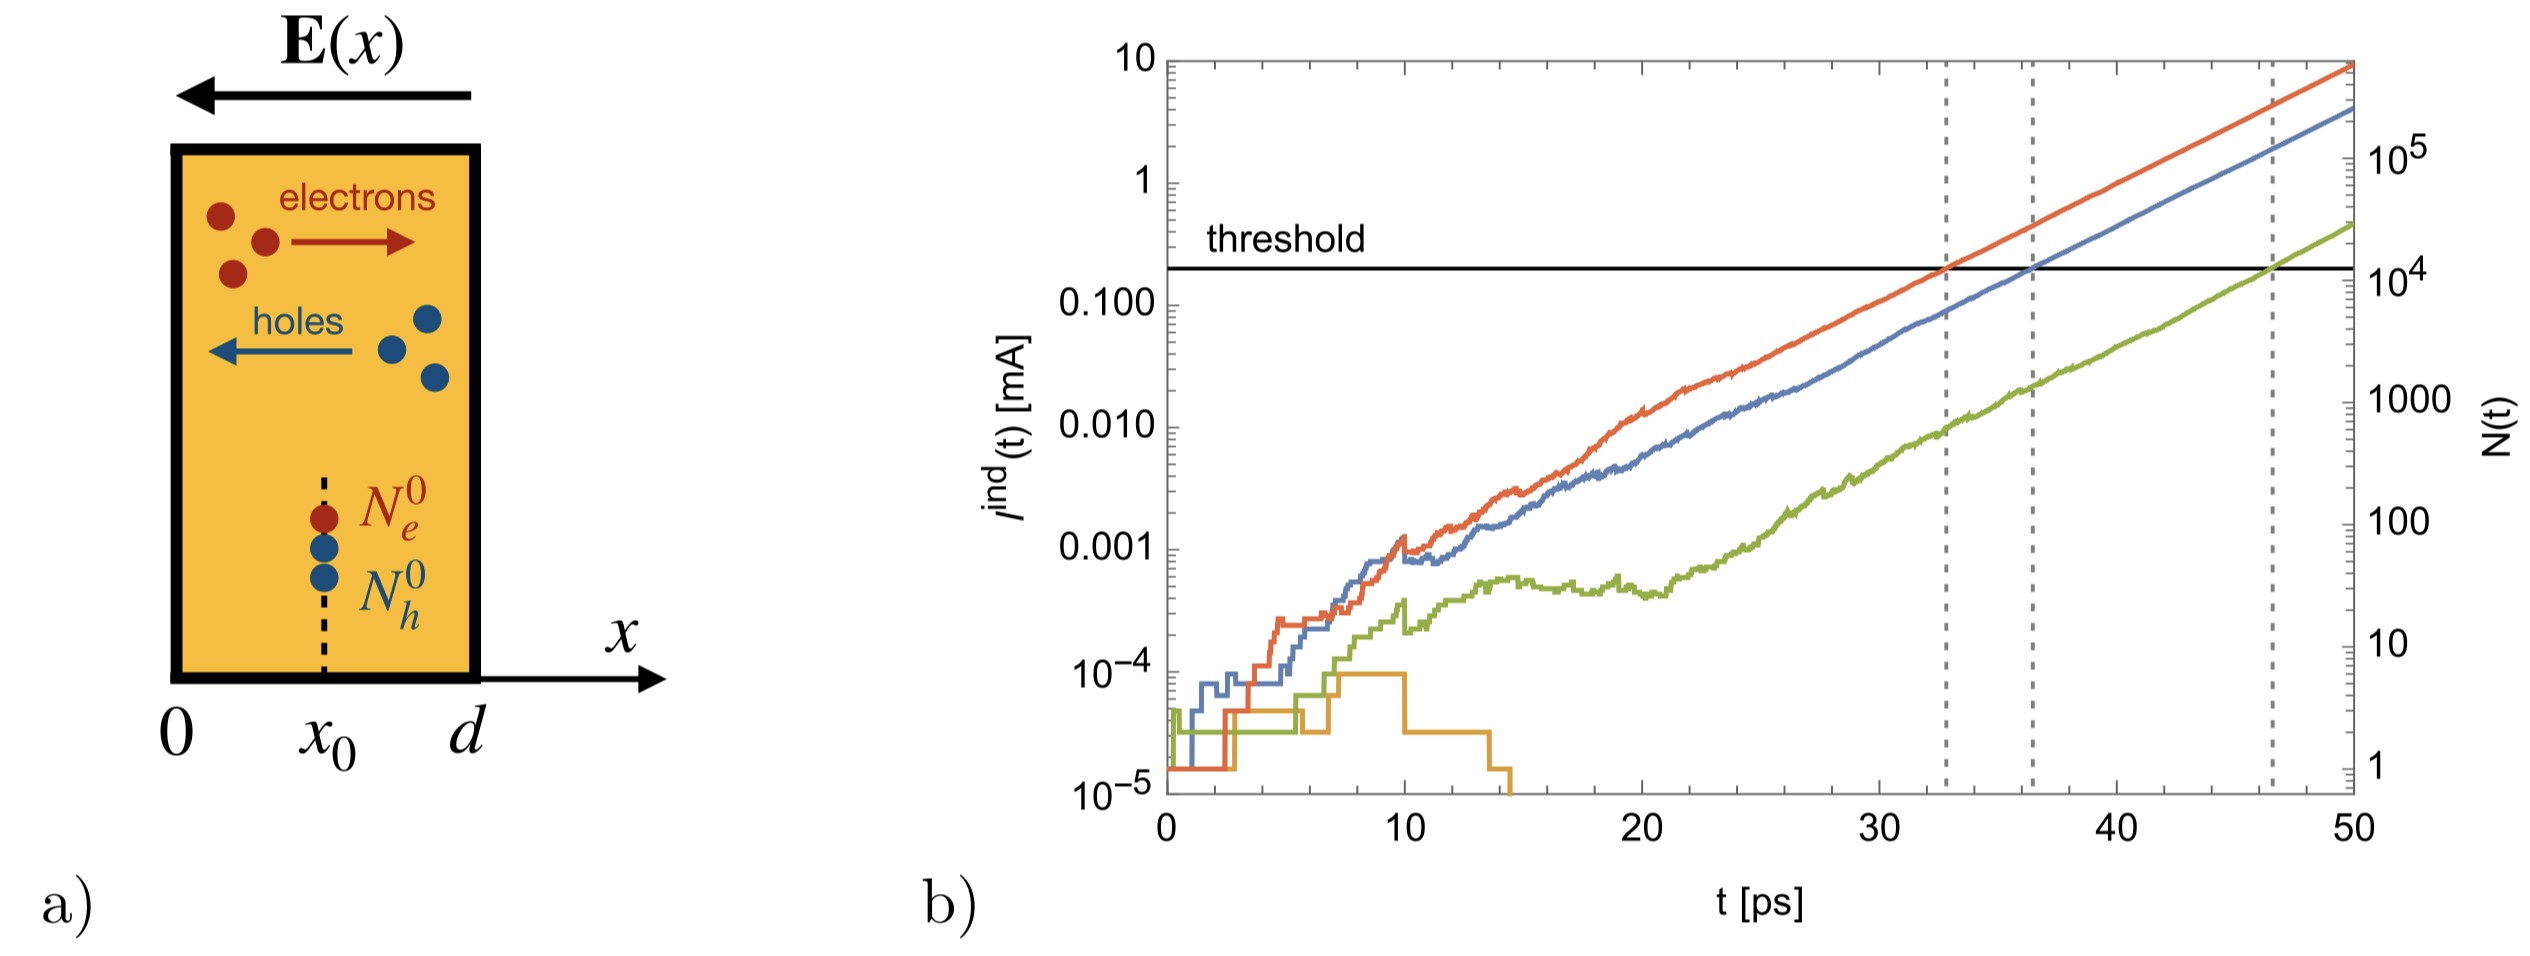 E(x)
electrons
holes
N_e^0
N_h^0
x
0
x_0
d
a)
10
1
0.100
0.010
0.001
10^-4
10^-5
I^ind(t) [mA]
threshold
10^5
10^4
1000
100
10
1
N(t)
0
10
20
30
40
50
t [ps]
b)